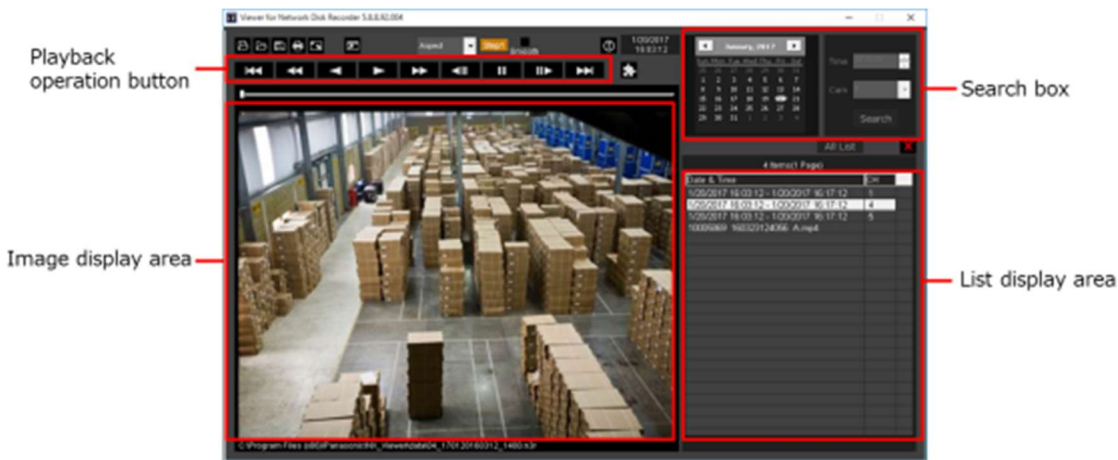 Viewer for Network Disk Recorder 5.8.8.92.004
Playback
operation button
Aspect
Smooth
1/20/2017
16:03:12
January, 2017
Sun Mon Tue Wed Thu Fri Sat
1 2 3 4 5 6 7
8 9 10 11 12 13 14
15 16 17 18 19 20 21
22 23 24 25 26 27 28
29 30 31 1 2 3 4
Time
Cam
Search
Search box
All List
4 items(1 Page)
Date & Time CH
1/20/2017 16:03:12 - 1/20/2017 16:17:12 1
1/20/2017 16:03:12 - 1/20/2017 16:17:12 4
1/20/2017 16:03:12 - 1/20/2017 16:17:12 5
Image display area
List display area